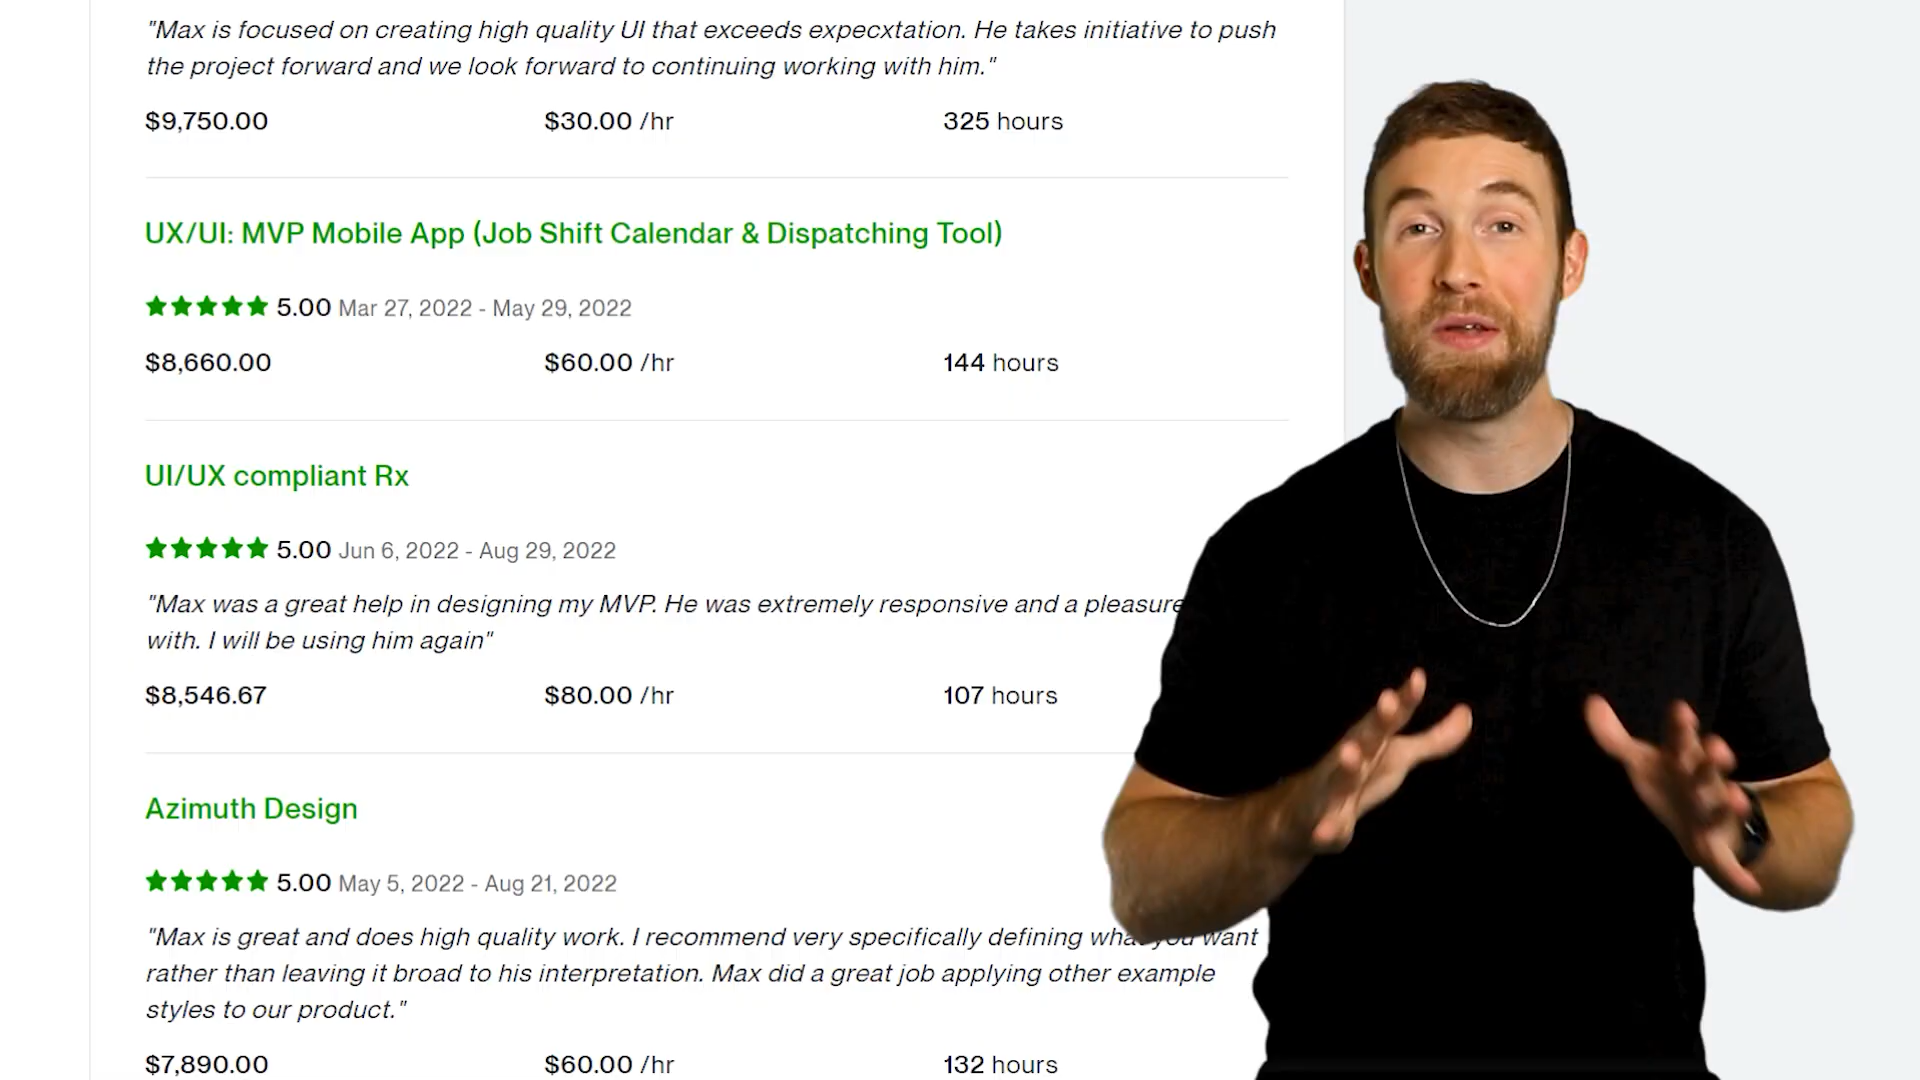 "Max is focused on creating high quality UI that exceeds expecxtation. He takes initiative to push
the project forward and we look forward to continuing working with him."
$9,750.00 $30.00 /hr 325 hours
UX/UI: MVP Mobile App (Job Shift Calendar & Dispatching Tool)
5.00 Mar 27, 2022 - May 29, 2022
$8,660.00 $60.00 /hr 144 hours
UI/UX compliant Rx
5.00 Jun 6, 2022 - Aug 29, 2022
"Max was a great help in designing my MVP. He was extremely responsive and a pleasure
with. I will be using him again"
$8,546.67 $80.00 /hr 107 hours
Azimuth Design
5.00 May 5, 2022 - Aug 21, 2022
"Max is great and does high quality work. I recommend very specifically defining what you want
rather than leaving it broad to his interpretation. Max did a great job applying other example
styles to our product."
$7,890.00 $60.00 /hr 132 hours